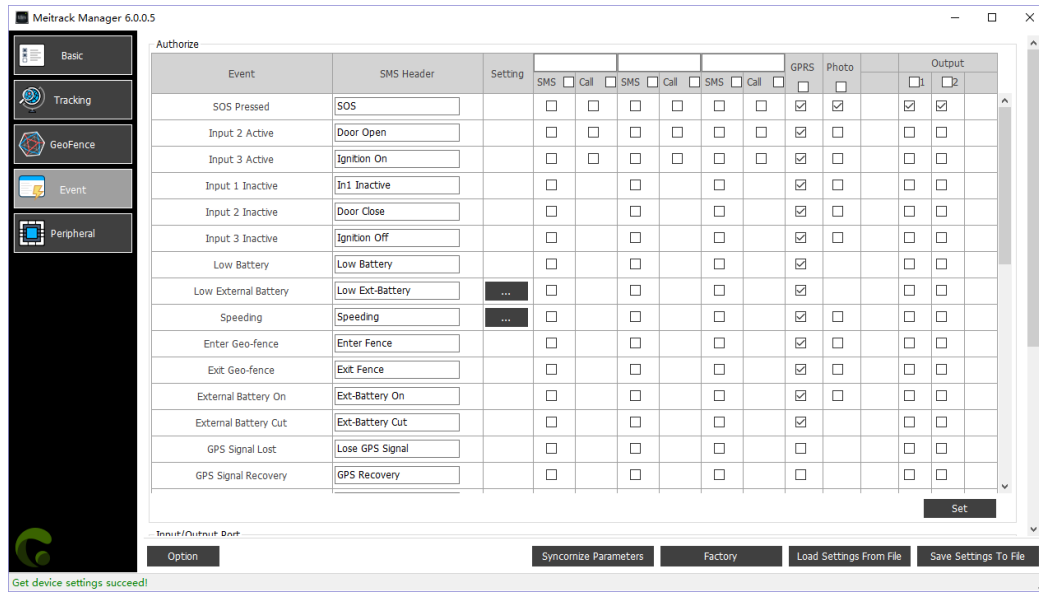 Meitrack Manager 6.0.0.5
Basic
Tracking
GeoFence
Event
Peripheral
Authorize
Event SMS Header Setting GPRS Photo Output
SMS Call SMS Call SMS Call 1 2
SOS Pressed SOS
Input 2 Active Door Open
Input 3 Active Ignition On
Input 1 Inactive In1 Inactive
Input 2 Inactive Door Close
Input 3 Inactive Ignition Off
Low Battery Low Battery
Low External Battery Low Ext-Battery ...
Speeding Speeding ...
Enter Geo-fence Enter Fence
Exit Geo-fence Exit Fence
External Battery On Ext-Battery On
External Battery Cut Ext-Battery Cut
GPS Signal Lost Lose GPS Signal
GPS Signal Recovery GPS Recovery
Set
Input/Output Port
Option Syncornize Parameters Factory Load Settings From File Save Settings To File
Get device settings succeed!